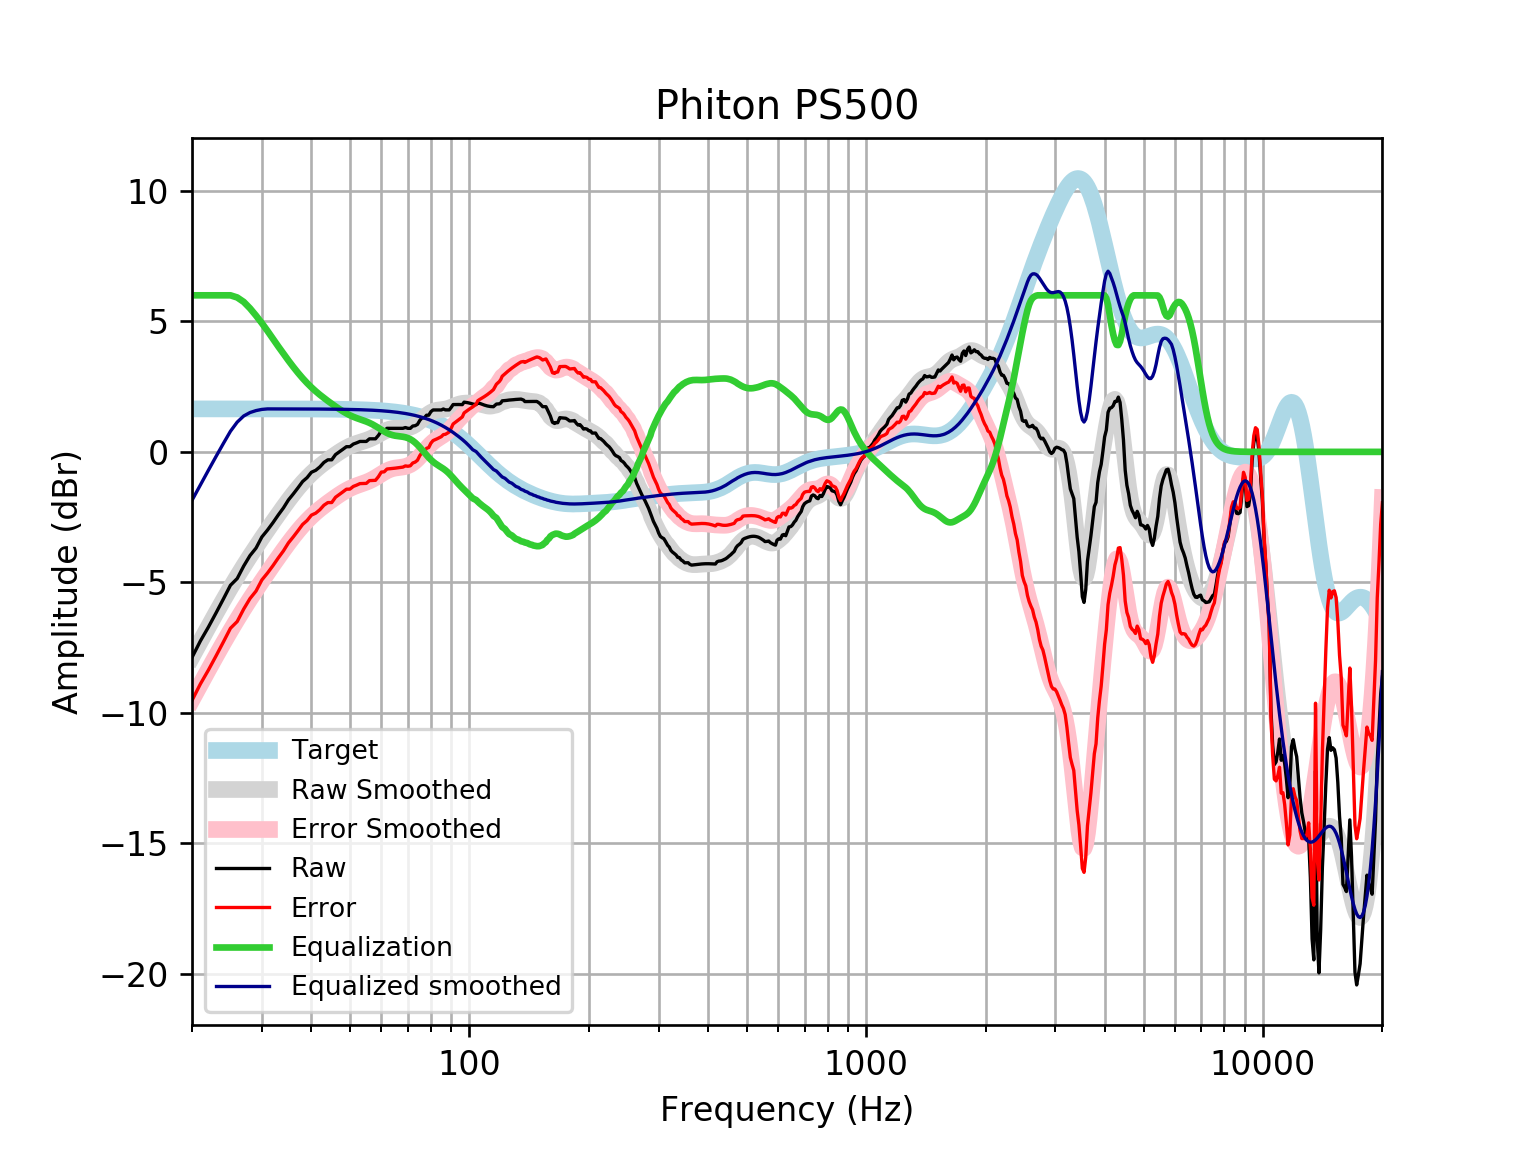 Phiton PS500
Amplitude (dBr)
10
5
0
−5
−10
−15
−20
Target
Raw Smoothed
Error Smoothed
Raw
Error
Equalization
Equalized smoothed
100
1000
10000
Frequency (Hz)